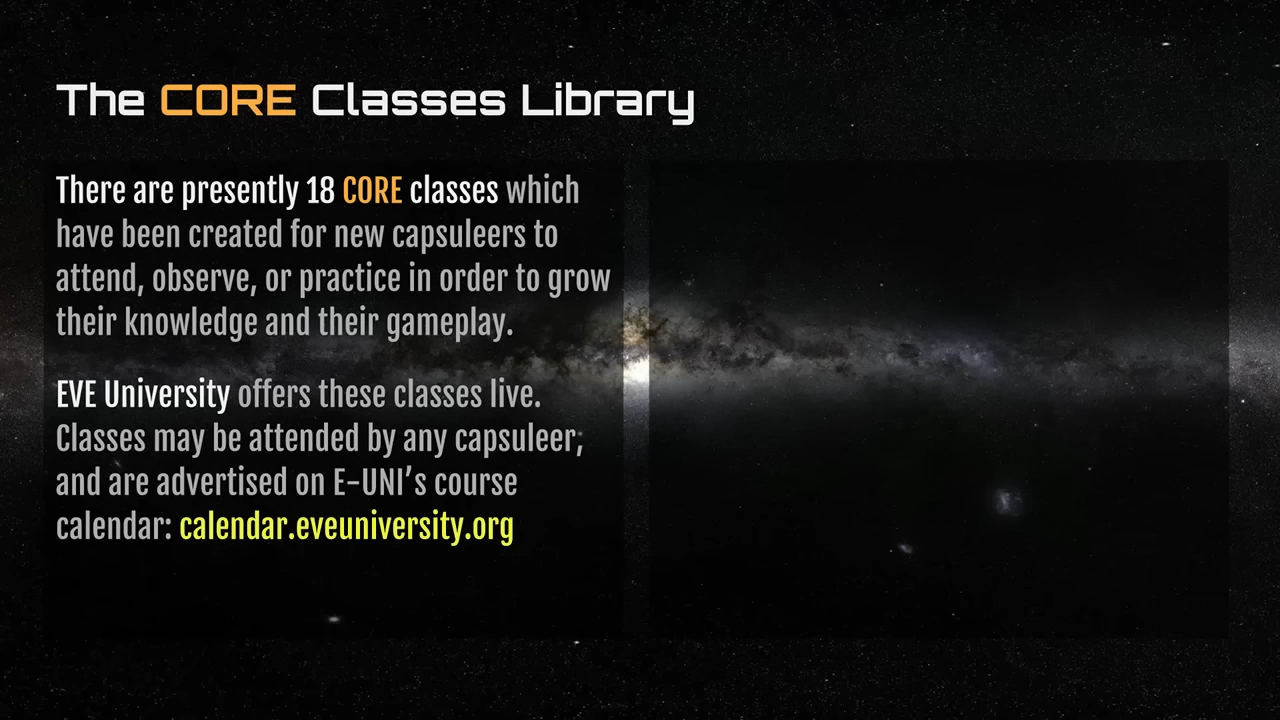 The CORE Classes Library
There are presently 18 CORE classes which
have been created for new capsuleers to
attend, observe, or practice in order to grow
their knowledge and their gameplay.
EVE University offers these classes live.
Classes may be attended by any capsuleer,
and are advertised on E-UNI’s course
calendar: calendar.eveuniversity.org